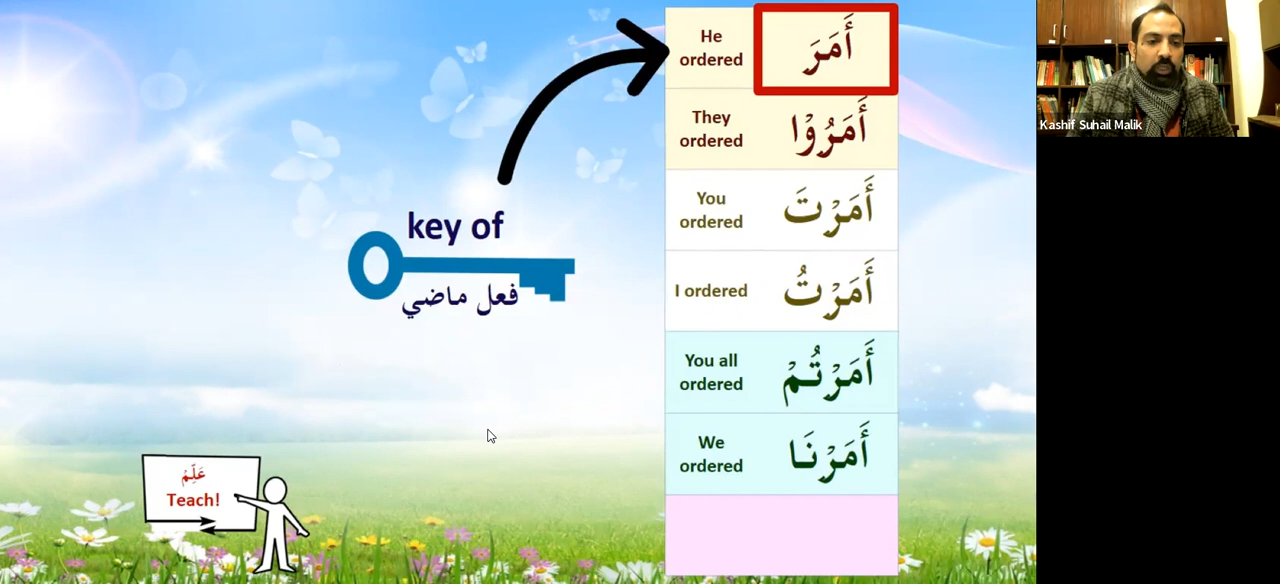 He
ordered
أَمَرَ
They
ordered
أَمَرُوْا
You
ordered
أَمَرْتَ
I ordered
أَمَرْتُ
You all
ordered
أَمَرْتُمْ
We
ordered
أَمَرْنَا
key of
فعل ماضي
عَلِّمْ
Teach!
Kashif Suhail Malik